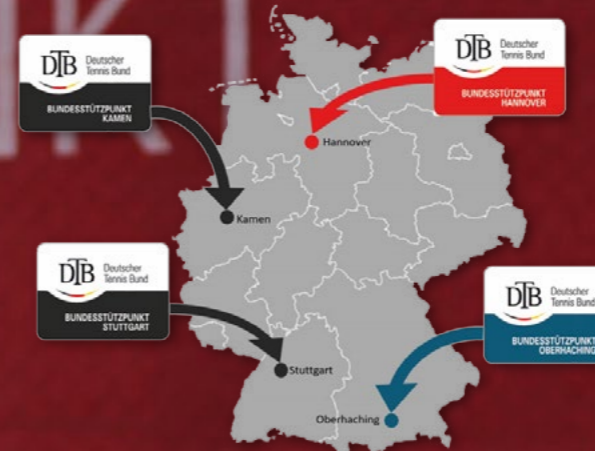 DTB Deutscher
Tennis Bund
BUNDESSTÜTZPUNKT
KAMEN
DTB Deutscher
Tennis Bund
BUNDESSTÜTZPUNKT
HANNOVER
Hannover
Kamen
DTB Deutscher
Tennis Bund
BUNDESSTÜTZPUNKT
STUTTGART
DTB Deutscher
Tennis Bund
BUNDESSTÜTZPUNKT
OBERHACHING
Stuttgart
Oberhaching